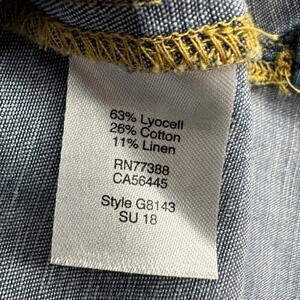 63% Lyocell
26% Cotton
11% Linen
RN77388
CA56445
Style G8143
SU 18